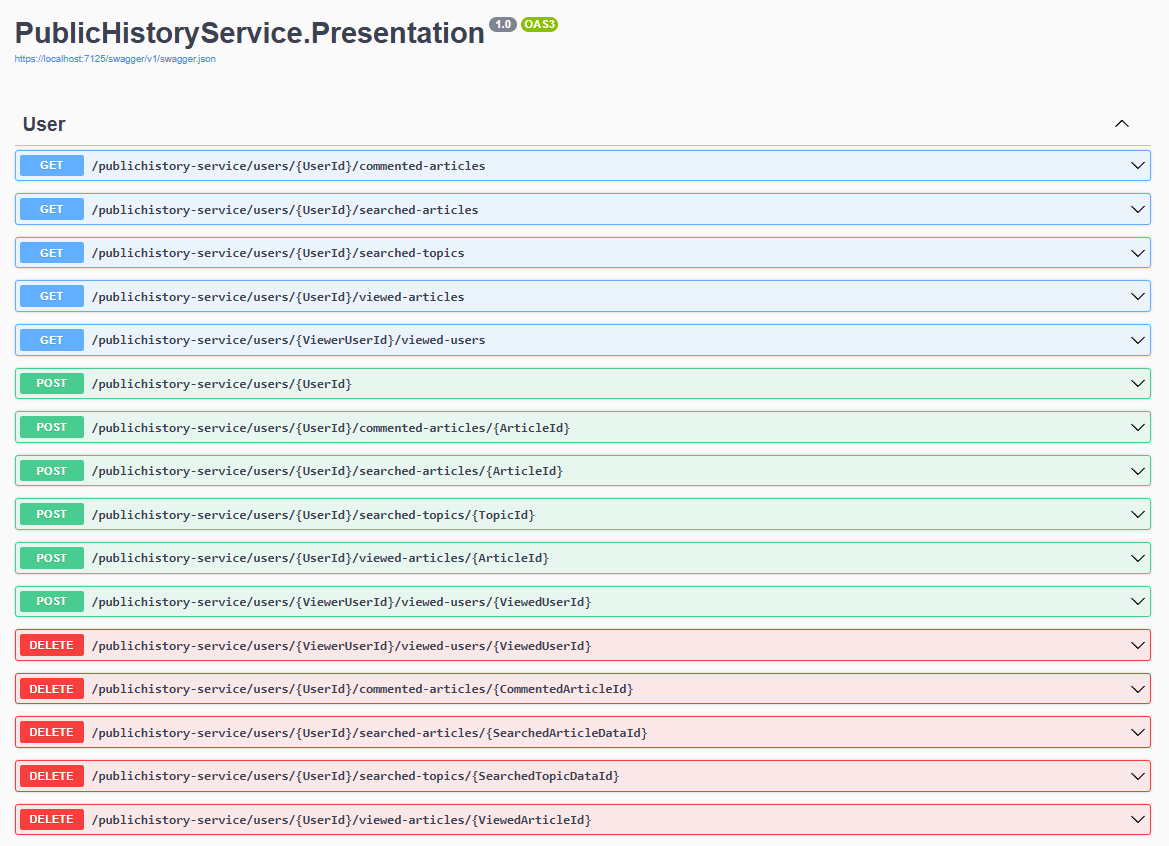 PublicHistoryService.Presentation 1.0 OAS3
https://localhost:7125/swagger/v1/swagger.json
User
GET /publichistory-service/users/{UserId}/commented-articles
GET /publichistory-service/users/{UserId}/searched-articles
GET /publichistory-service/users/{UserId}/searched-topics
GET /publichistory-service/users/{UserId}/viewed-articles
GET /publichistory-service/users/{ViewerUserId}/viewed-users
POST /publichistory-service/users/{UserId}
POST /publichistory-service/users/{UserId}/commented-articles/{ArticleId}
POST /publichistory-service/users/{UserId}/searched-articles/{ArticleId}
POST /publichistory-service/users/{UserId}/searched-topics/{TopicId}
POST /publichistory-service/users/{UserId}/viewed-articles/{ArticleId}
POST /publichistory-service/users/{ViewerUserId}/viewed-users/{ViewedUserId}
DELETE /publichistory-service/users/{ViewerUserId}/viewed-users/{ViewedUserId}
DELETE /publichistory-service/users/{UserId}/commented-articles/{CommentedArticleId}
DELETE /publichistory-service/users/{UserId}/searched-articles/{SearchedArticleDataId}
DELETE /publichistory-service/users/{UserId}/searched-topics/{SearchedTopicDataId}
DELETE /publichistory-service/users/{UserId}/viewed-articles/{ViewedArticleId}